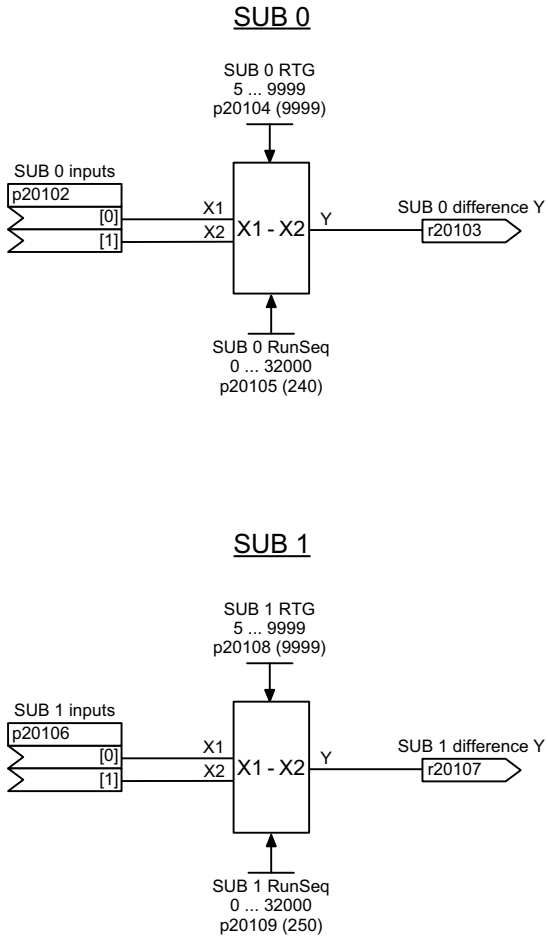 SUB 0
SUB 0 RTG
5 ... 9999
p20104 (9999)
SUB 0 inputs
p20102
[0]
[1]
X1
X2
X1 - X2
Y
SUB 0 difference Y
r20103
SUB 0 RunSeq
0 ... 32000
p20105 (240)
SUB 1
SUB 1 RTG
5 ... 9999
p20108 (9999)
SUB 1 inputs
p20106
[0]
[1]
X1
X2
X1 - X2
Y
SUB 1 difference Y
r20107
SUB 1 RunSeq
0 ... 32000
p20109 (250)